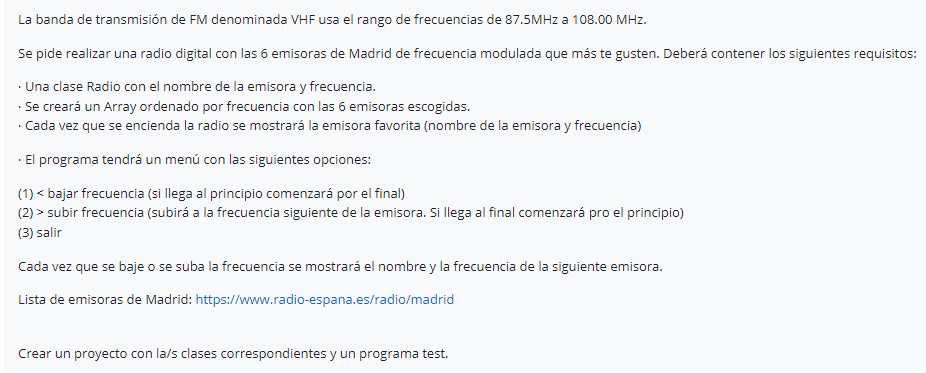 La banda de transmisión de FM denominada VHF usa el rango de frecuencias de 87.5MHz a 108.00 MHz.
Se pide realizar una radio digital con las 6 emisoras de Madrid de frecuencia modulada que más te gusten. Deberá contener los siguientes requisitos:
· Una clase Radio con el nombre de la emisora y frecuencia.
· Se creará un Array ordenado por frecuencia con las 6 emisoras escogidas.
· Cada vez que se encienda la radio se mostrará la emisora favorita (nombre de la emisora y frecuencia)
· El programa tendrá un menú con las siguientes opciones:
(1) < bajar frecuencia (si llega al principio comenzará por el final)
(2) > subir frecuencia (subirá a la frecuencia siguiente de la emisora. Si llega al final comenzará pro el principio)
(3) salir
Cada vez que se baje o se suba la frecuencia se mostrará el nombre y la frecuencia de la siguiente emisora.
Lista de emisoras de Madrid: https://www.radio-espana.es/radio/madrid
Crear un proyecto con la/s clases correspondientes y un programa test.